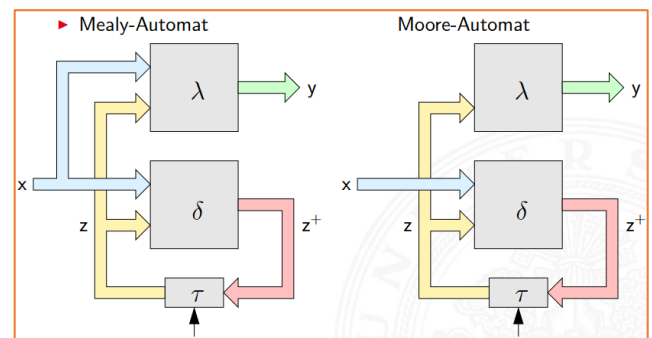 ► Mealy-Automat
Moore-Automat
λ
y
x
δ
z
z⁺
τ
λ
y
x
δ
z
z⁺
τ